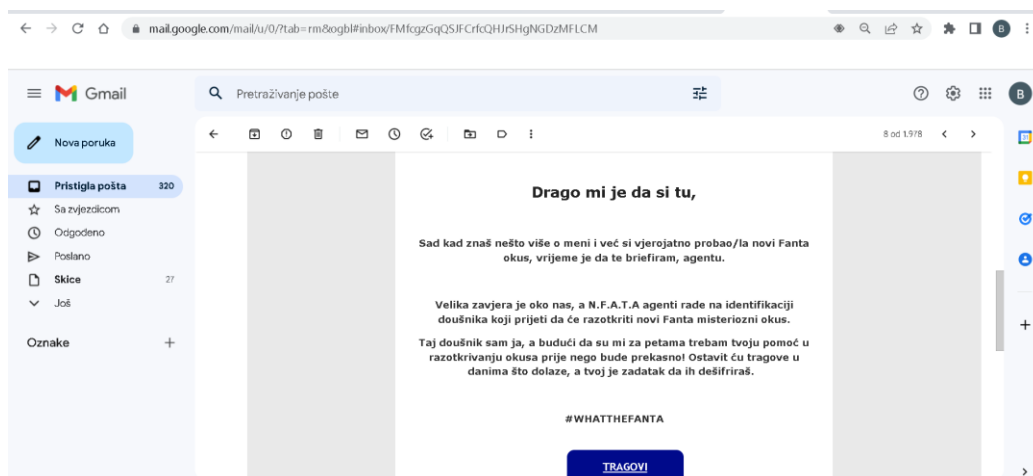 mail.google.com/mail/u/0/?tab=rm&ogbl#inbox/FMfcgzGqQSJFCrfcQHJrSHgNGDzMFLCM
B
Gmail
Pretraživanje pošte
B
Nova poruka
8 od 1.978
Pristigla pošta 320
Sa zvjezdicom
Odgođeno
Poslano
Skice 27
Još
Oznake
31
Drago mi je da si tu,
Sad kad znaš nešto više o meni i već si vjerojatno probao/la novi Fanta
okus, vrijeme je da te briefiram, agentu.
Velika zavjera je oko nas, a N.F.A.T.A agenti rade na identifikaciji
doušnika koji prijeti da će razotkriti novi Fanta misteriozni okus.
Taj doušnik sam ja, a budući da su mi za petama trebam tvoju pomoć u
razotkrivanju okusa prije nego bude prekasno! Ostavit ću tragove u
danima što dolaze, a tvoj je zadatak da ih dešifriraš.
#WHATTHEFANTA
TRAGOVI